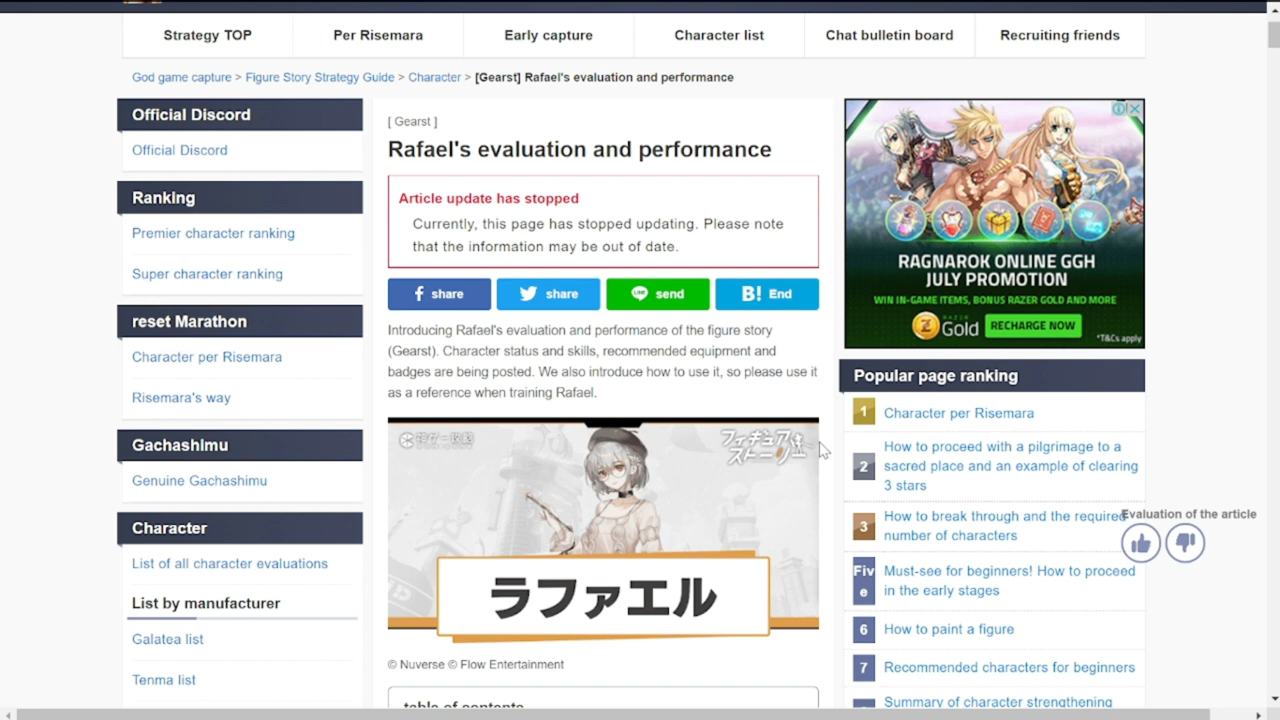 Strategy TOP
Per Risemara
Early capture
Character list
Chat bulletin board
Recruiting friends
God game capture > Figure Story Strategy Guide > Character > [Gearst] Rafael's evaluation and performance
Official Discord
Official Discord
Ranking
Premier character ranking
Super character ranking
reset Marathon
Character per Risemara
Risemara's way
Gachashimu
Genuine Gachashimu
Character
List of all character evaluations
List by manufacturer
Galatea list
Tenma list
[ Gearst ]
Rafael's evaluation and performance
Article update has stopped
Currently, this page has stopped updating. Please note
that the information may be out of date.
share
share
send
B! End
Introducing Rafael's evaluation and performance of the figure story
(Gearst). Character status and skills, recommended equipment and
badges are being posted. We also introduce how to use it, so please use it
as a reference when training Rafael.
神ゲー攻略
フィギュア
ストーリー
ラファエル
© Nuverse © Flow Entertainment
table of contents
RAGNAROK ONLINE GGH
JULY PROMOTION
WIN IN-GAME ITEMS, BONUS RAZER GOLD AND MORE
RAZER
Gold
RECHARGE NOW
*T&Cs apply
Popular page ranking
1 Character per Risemara
2 How to proceed with a pilgrimage to a
sacred place and an example of clearing
3 stars
3 How to break through and the required
number of characters
Evaluation of the article
Fiv
e
Must-see for beginners! How to proceed
in the early stages
6 How to paint a figure
7 Recommended characters for beginners
Summary of character strengthening